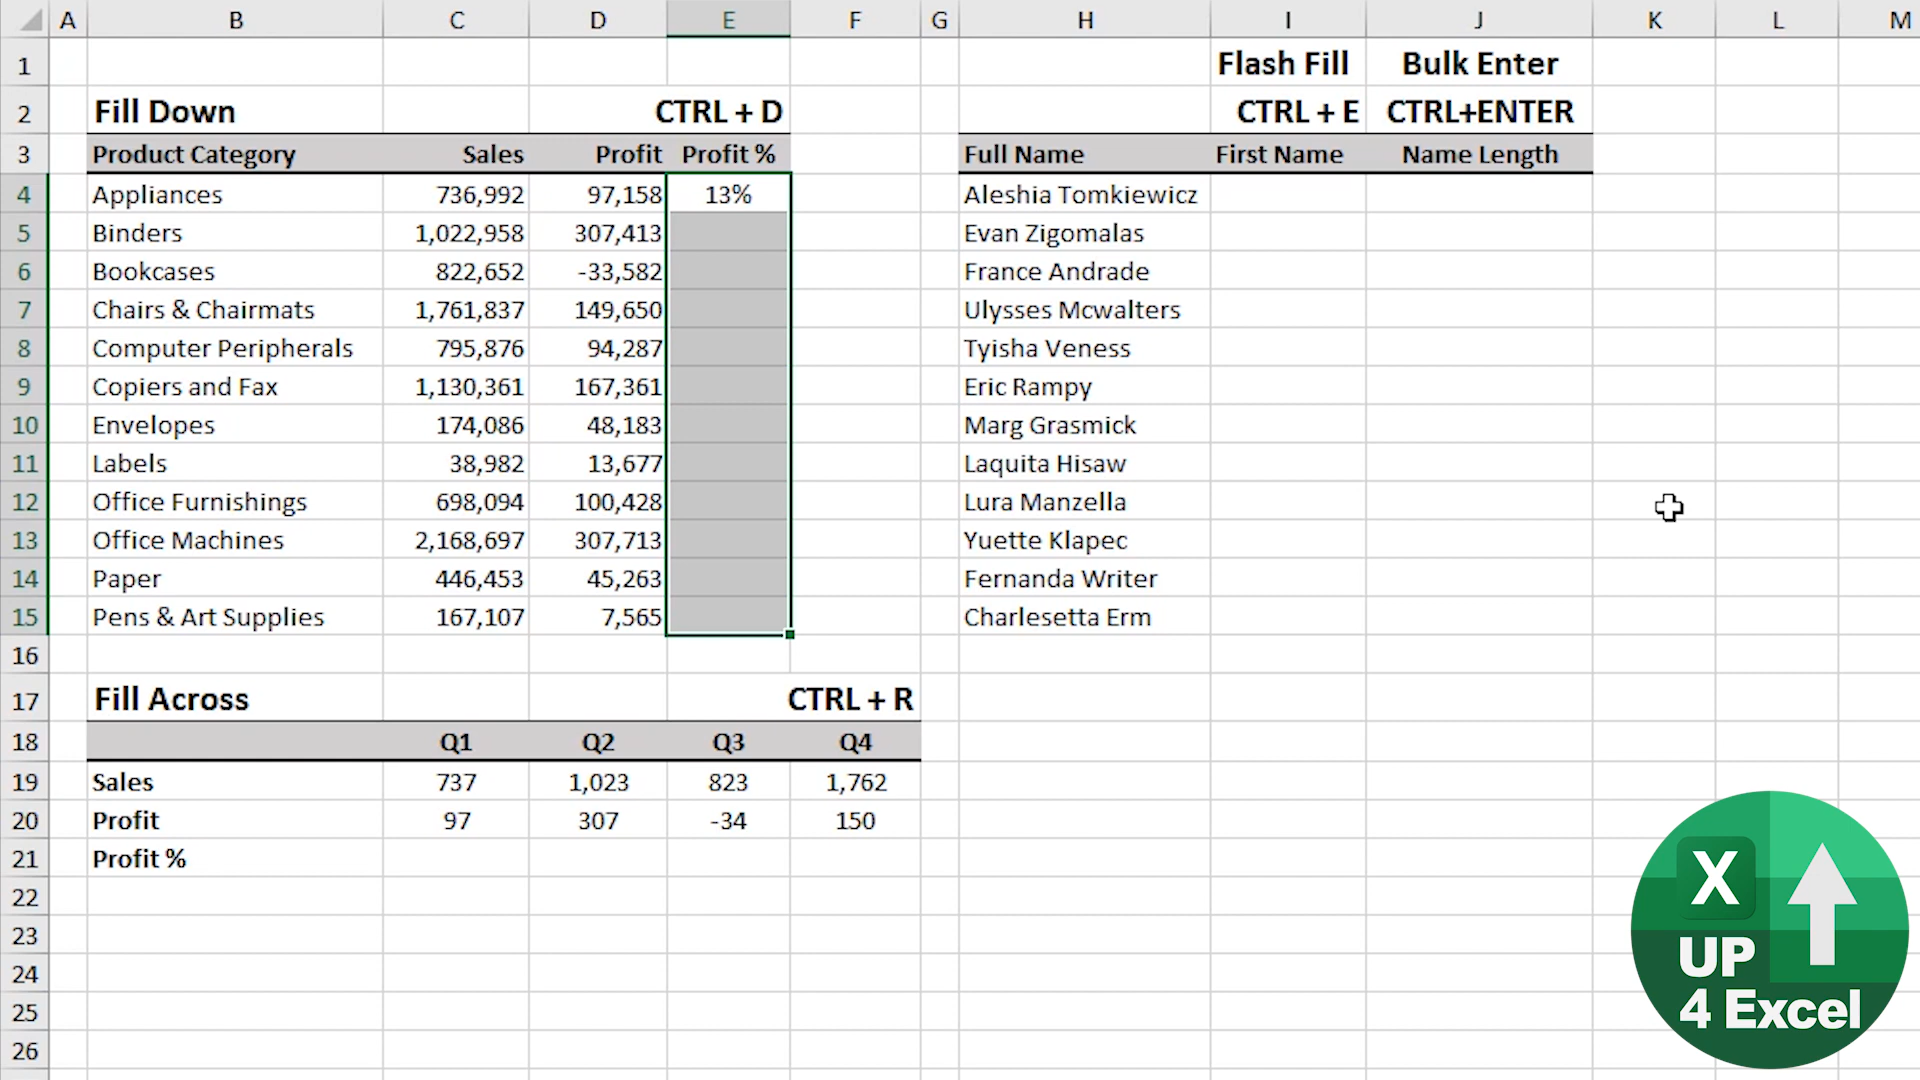 A B C D E F G H I J K L M
1 Flash Fill Bulk Enter
2 Fill Down CTRL + D CTRL + E CTRL+ENTER
3 Product Category Sales Profit Profit % Full Name First Name Name Length
4 Appliances 736,992 97,158 13% Aleshia Tomkiewicz
5 Binders 1,022,958 307,413 Evan Zigomalas
6 Bookcases 822,652 -33,582 France Andrade
7 Chairs & Chairmats 1,761,837 149,650 Ulysses Mcwalters
8 Computer Peripherals 795,876 94,287 Tyisha Veness
9 Copiers and Fax 1,130,361 167,361 Eric Rampy
10 Envelopes 174,086 48,183 Marg Grasmick
11 Labels 38,982 13,677 Laquita Hisaw
12 Office Furnishings 698,094 100,428 Lura Manzella
13 Office Machines 2,168,697 307,713 Yuette Klapec
14 Paper 446,453 45,263 Fernanda Writer
15 Pens & Art Supplies 167,107 7,565 Charlesetta Erm
16
17 Fill Across CTRL + R
18 Q1 Q2 Q3 Q4
19 Sales 737 1,023 823 1,762
20 Profit 97 307 -34 150
21 Profit %
22
23
24
25
26
X
UP
4 Excel